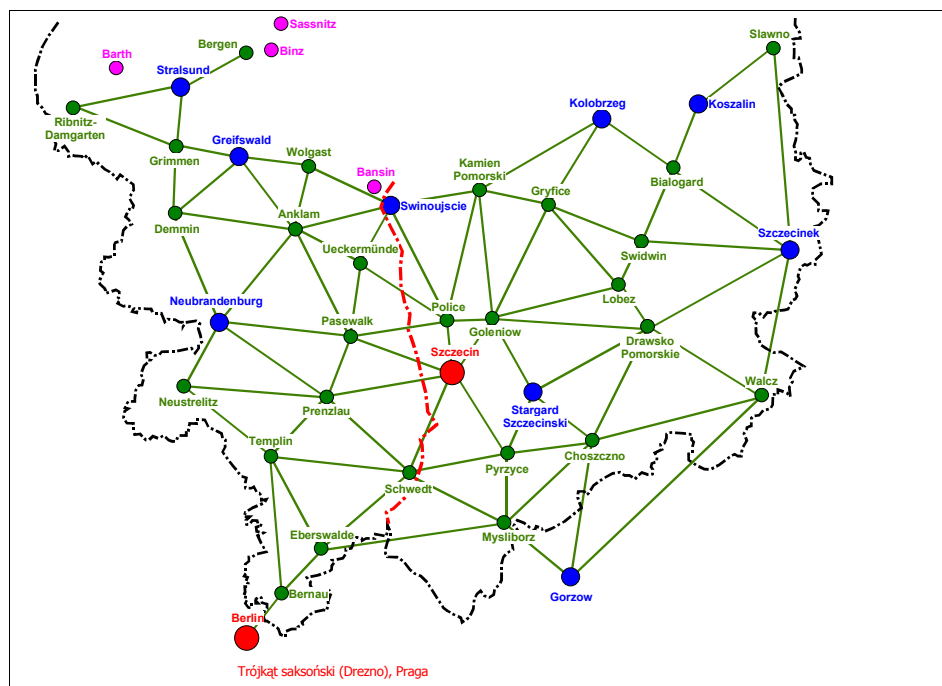 Sassnitz
Slawno
Bergen
Binz
Barth
Stralsund
Kolobrzeg
Koszalin
Ribnitz-
Damgarten
Greifswald
Grimmen
Wolgast
Kamien
Pomorski
Bansin
Bialogard
Gryfice
Swinoujscie
Szczecinek
Demmin
Anklam
Swidwin
Ueckermünde
Neubrandenburg
Police
Lobez
Pasewalk
Goleniow
Drawsko
Pomorskie
Szczecin
Walcz
Neustrelitz
Prenzlau
Stargard
Szczecinski
Templin
Choszczno
Pyrzyce
Schwedt
Eberswalde
Mysliborz
Bernau
Gorzow
Berlin
Trójkąt saksoński (Drezno), Praga